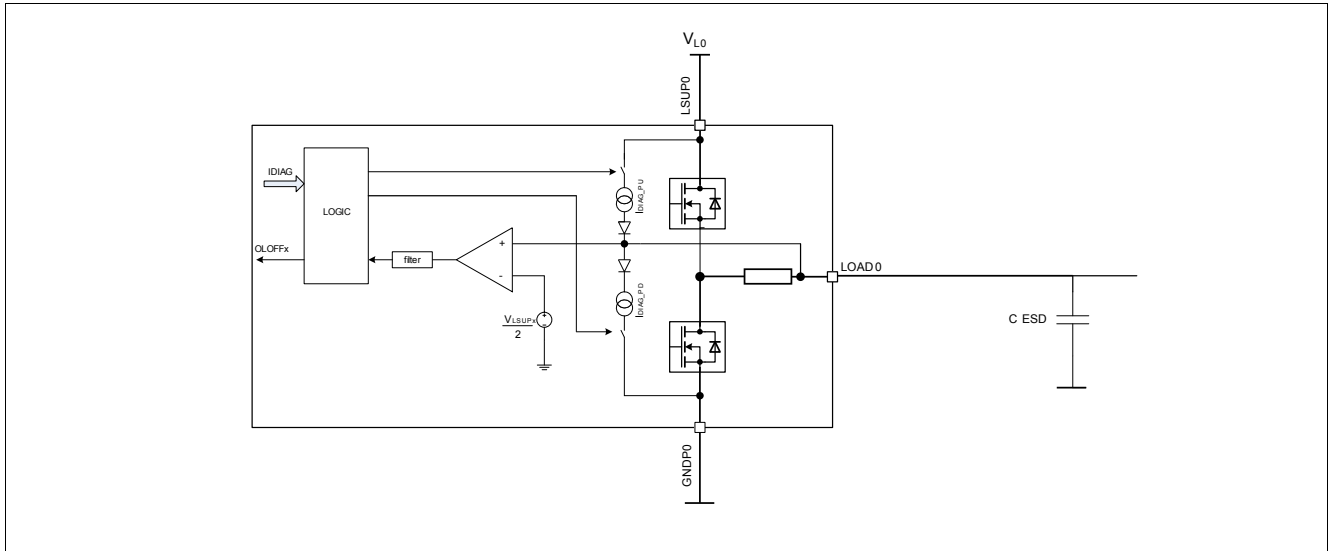 VL0
LSUP0
IDIAG
LOGIC
IDIAG_PU
OLOFFx
filter
+
-
LOAD0
IDIAG_PD
VLSUPx
2
C ESD
GNDP0